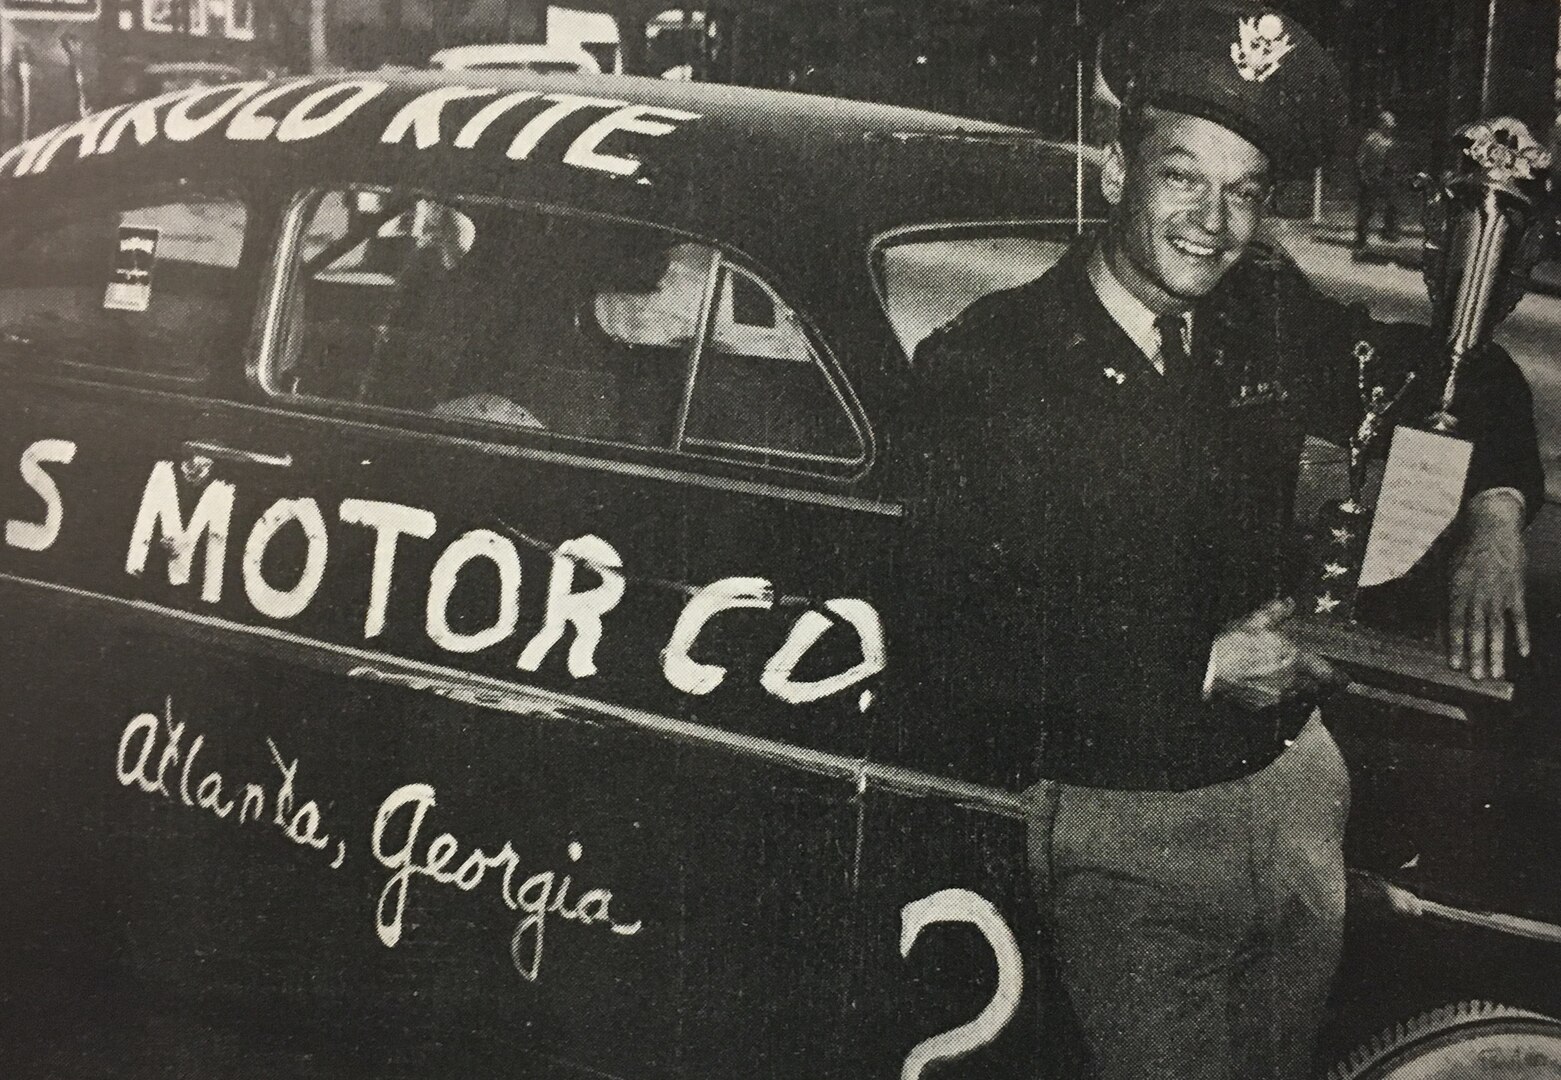 HAROLD KITE
S MOTOR CO.
Atlanta, Georgia
2